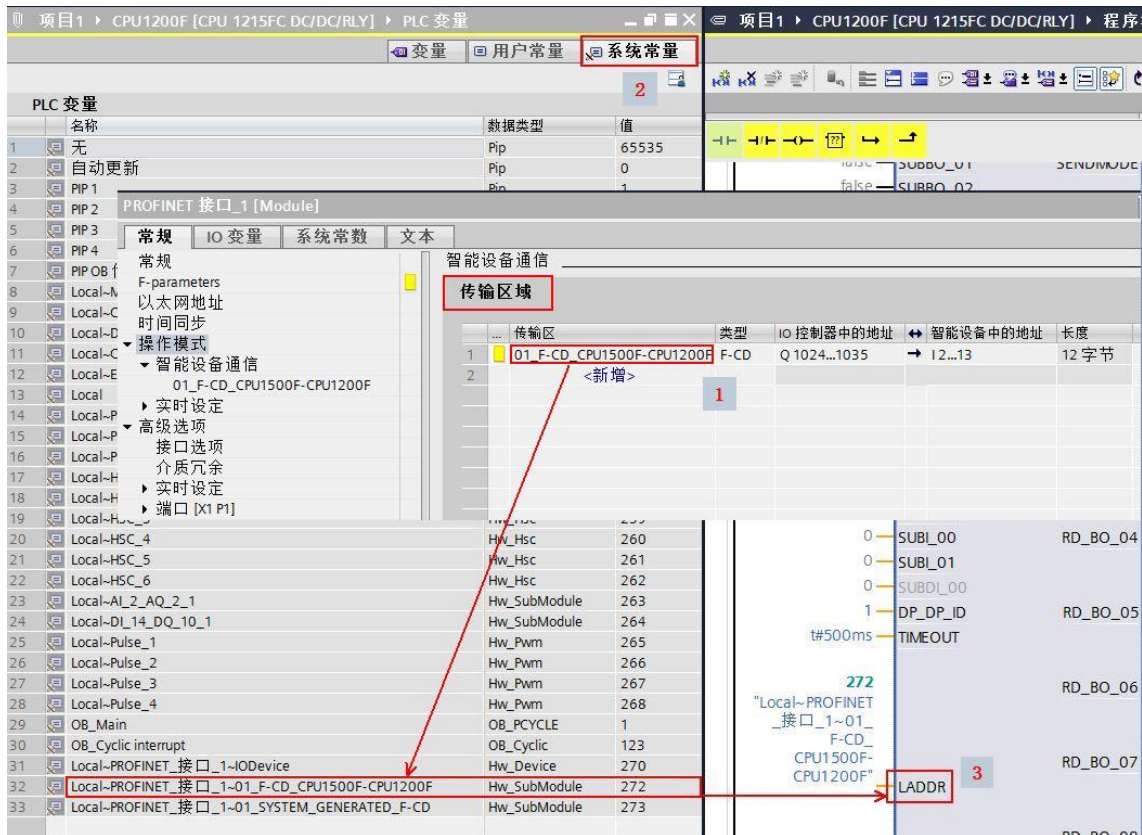 项目1 ▸ CPU1200F [CPU 1215FC DC/DC/RLY] ▸ PLC 变量
变量 用户常量 系统常量
2
PLC 变量
名称 数据类型 值
1 无 Pip 65535
2 自动更新 Pip 0
3 PIP 1 Pip 1
4 PIP 2
5 PIP 3
6 PIP 4
7 PIP OB
8 Local~M
9 Local~C
10 Local~D
11 Local~C
12 Local~E
13 Local
14 Local~P
15 Local~P
16 Local~P
17 Local~H
18 Local~H
19 Local~HSC_3 Hw_Hsc 259
20 Local~HSC_4 Hw_Hsc 260
21 Local~HSC_5 Hw_Hsc 261
22 Local~HSC_6 Hw_Hsc 262
23 Local~AI_2_AQ_2_1 Hw_SubModule 263
24 Local~DI_14_DQ_10_1 Hw_SubModule 264
25 Local~Pulse_1 Hw_Pwm 265
26 Local~Pulse_2 Hw_Pwm 266
27 Local~Pulse_3 Hw_Pwm 267
28 Local~Pulse_4 Hw_Pwm 268
29 OB_Main OB_PCYCLE 1
30 OB_Cyclic interrupt OB_Cyclic 123
31 Local~PROFINET_接口_1~IODevice Hw_Device 270
32 Local~PROFINET_接口_1~01_F-CD_CPU1500F-CPU1200F Hw_SubModule 272
33 Local~PROFINET_接口_1~01_SYSTEM_GENERATED_F-CD Hw_SubModule 273
PROFINET 接口_1 [Module]
常规 IO 变量 系统常数 文本
常规
F-parameters
以太网地址
时间同步
操作模式
智能设备通信
01_F-CD_CPU1500F-CPU1200F
实时设定
高级选项
接口选项
介质冗余
实时设定
端口 [X1 P1]
智能设备通信
传输区域
... 传输区 类型 IO 控制器中的地址 ↔ 智能设备中的地址 长度
1 01_F-CD_CPU1500F-CPU1200F F-CD Q 1024...1035 → I 2...13 12 字节
2 <新增>
1
项目1 ▸ CPU1200F [CPU 1215FC DC/DC/RLY] ▸ 程序
false SUBBO_01 SENDMODE
false SUBBO_02
0 SUBI_00 RD_BO_04
0 SUBI_01
0 SUBDI_00
1 DP_DP_ID RD_BO_05
t#500ms TIMEOUT
272
"Local~PROFINET
_接口_1~01_
F-CD_
CPU1500F-
CPU1200F"
LADDR
3
RD_BO_06
RD_BO_07